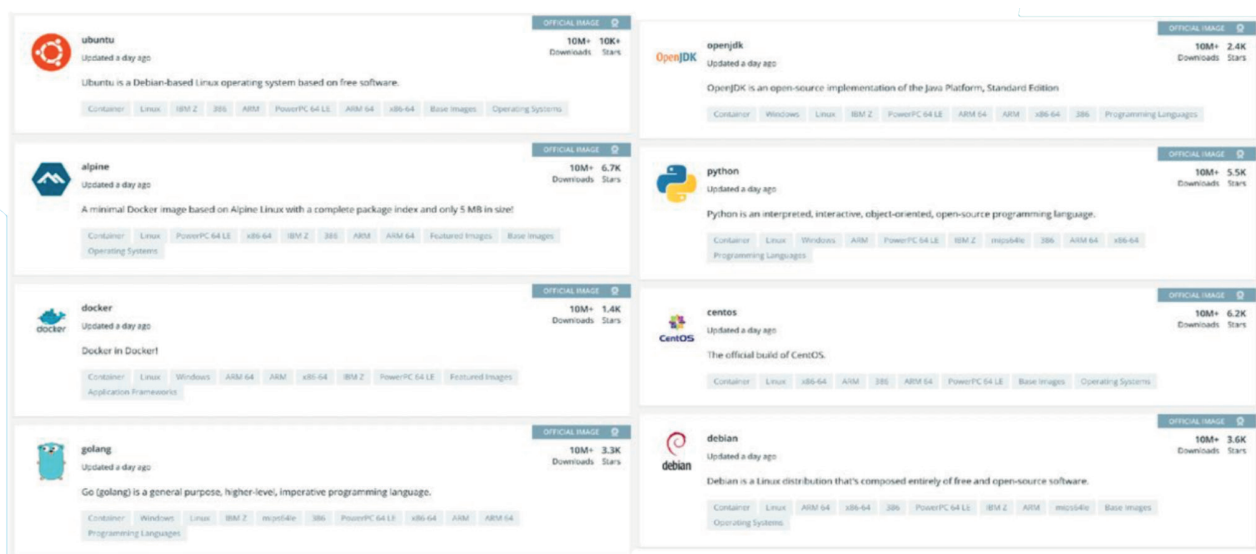 OFFICIAL IMAGE
ubuntu
10M+ 10K+
Updated a day ago
Downloads Stars
Ubuntu is a Debian-based Linux operating system based on free software.
Container Linux IBM Z 386 ARM PowerPC 64 LE ARM 64 x86-64 Base Images Operating Systems
OFFICIAL IMAGE
alpine
10M+ 6.7K
Updated a day ago
Downloads Stars
A minimal Docker image based on Alpine Linux with a complete package index and only 5 MB in size!
Container Linux PowerPC 64 LE x86-64 IBM Z 386 ARM ARM 64 Featured Images Base Images
Operating Systems
OFFICIAL IMAGE
docker
docker
10M+ 1.4K
Updated a day ago
Downloads Stars
Docker in Docker!
Container Linux Windows ARM 64 ARM x86-64 IBM Z PowerPC 64 LE Featured Images
Application Frameworks
OFFICIAL IMAGE
golang
10M+ 3.3K
Updated a day ago
Downloads Stars
Go (golang) is a general purpose, higher-level, imperative programming language.
Container Windows Linux IBM Z mips64le 386 PowerPC 64 LE x86-64 ARM ARM 64
Programming Languages
OFFICIAL IMAGE
OpenJDK
openjdk
10M+ 2.4K
Updated a day ago
Downloads Stars
OpenJDK is an open-source implementation of the Java Platform, Standard Edition
Container Windows Linux IBM Z PowerPC 64 LE ARM 64 ARM x86-64 386 Programming Languages
OFFICIAL IMAGE
python
10M+ 5.5K
Updated a day ago
Downloads Stars
Python is an interpreted, interactive, object-oriented, open-source programming language.
Container Linux Windows ARM PowerPC 64 LE IBM Z mips64le 386 ARM 64 x86-64
Programming Languages
OFFICIAL IMAGE
CentOS
centos
10M+ 6.2K
Updated a day ago
Downloads Stars
The official build of CentOS.
Container Linux x86-64 ARM 386 ARM 64 PowerPC 64 LE Base Images Operating Systems
OFFICIAL IMAGE
debian
debian
10M+ 3.6K
Updated a day ago
Downloads Stars
Debian is a Linux distribution that's composed entirely of free and open-source software.
Container Linux ARM 64 x86-64 386 PowerPC 64 LE IBM Z ARM mips64le Base Images
Operating Systems